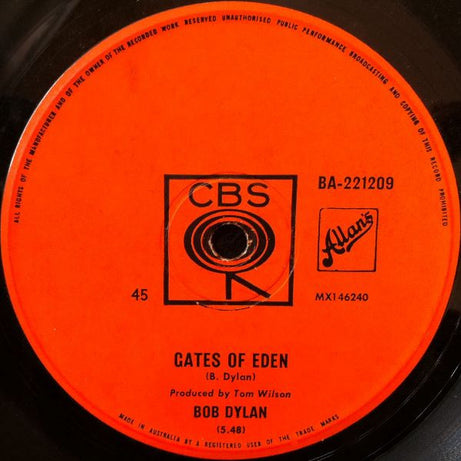 ALL RIGHTS OF THE MANUFACTURER AND OF THE OWNER OF THE RECORDED WORK RESERVED UNAUTHORISED PUBLIC PERFORMANCE BROADCASTING AND COPYING OF THIS RECORD PROHIBITED
CBS
BA-221209
Allan's
45
MX146240
GATES OF EDEN
(B. Dylan)
Produced by Tom Wilson
BOB DYLAN
(5.48)
MADE IN AUSTRALIA BY A REGISTERED USER OF THE TRADE MARKS